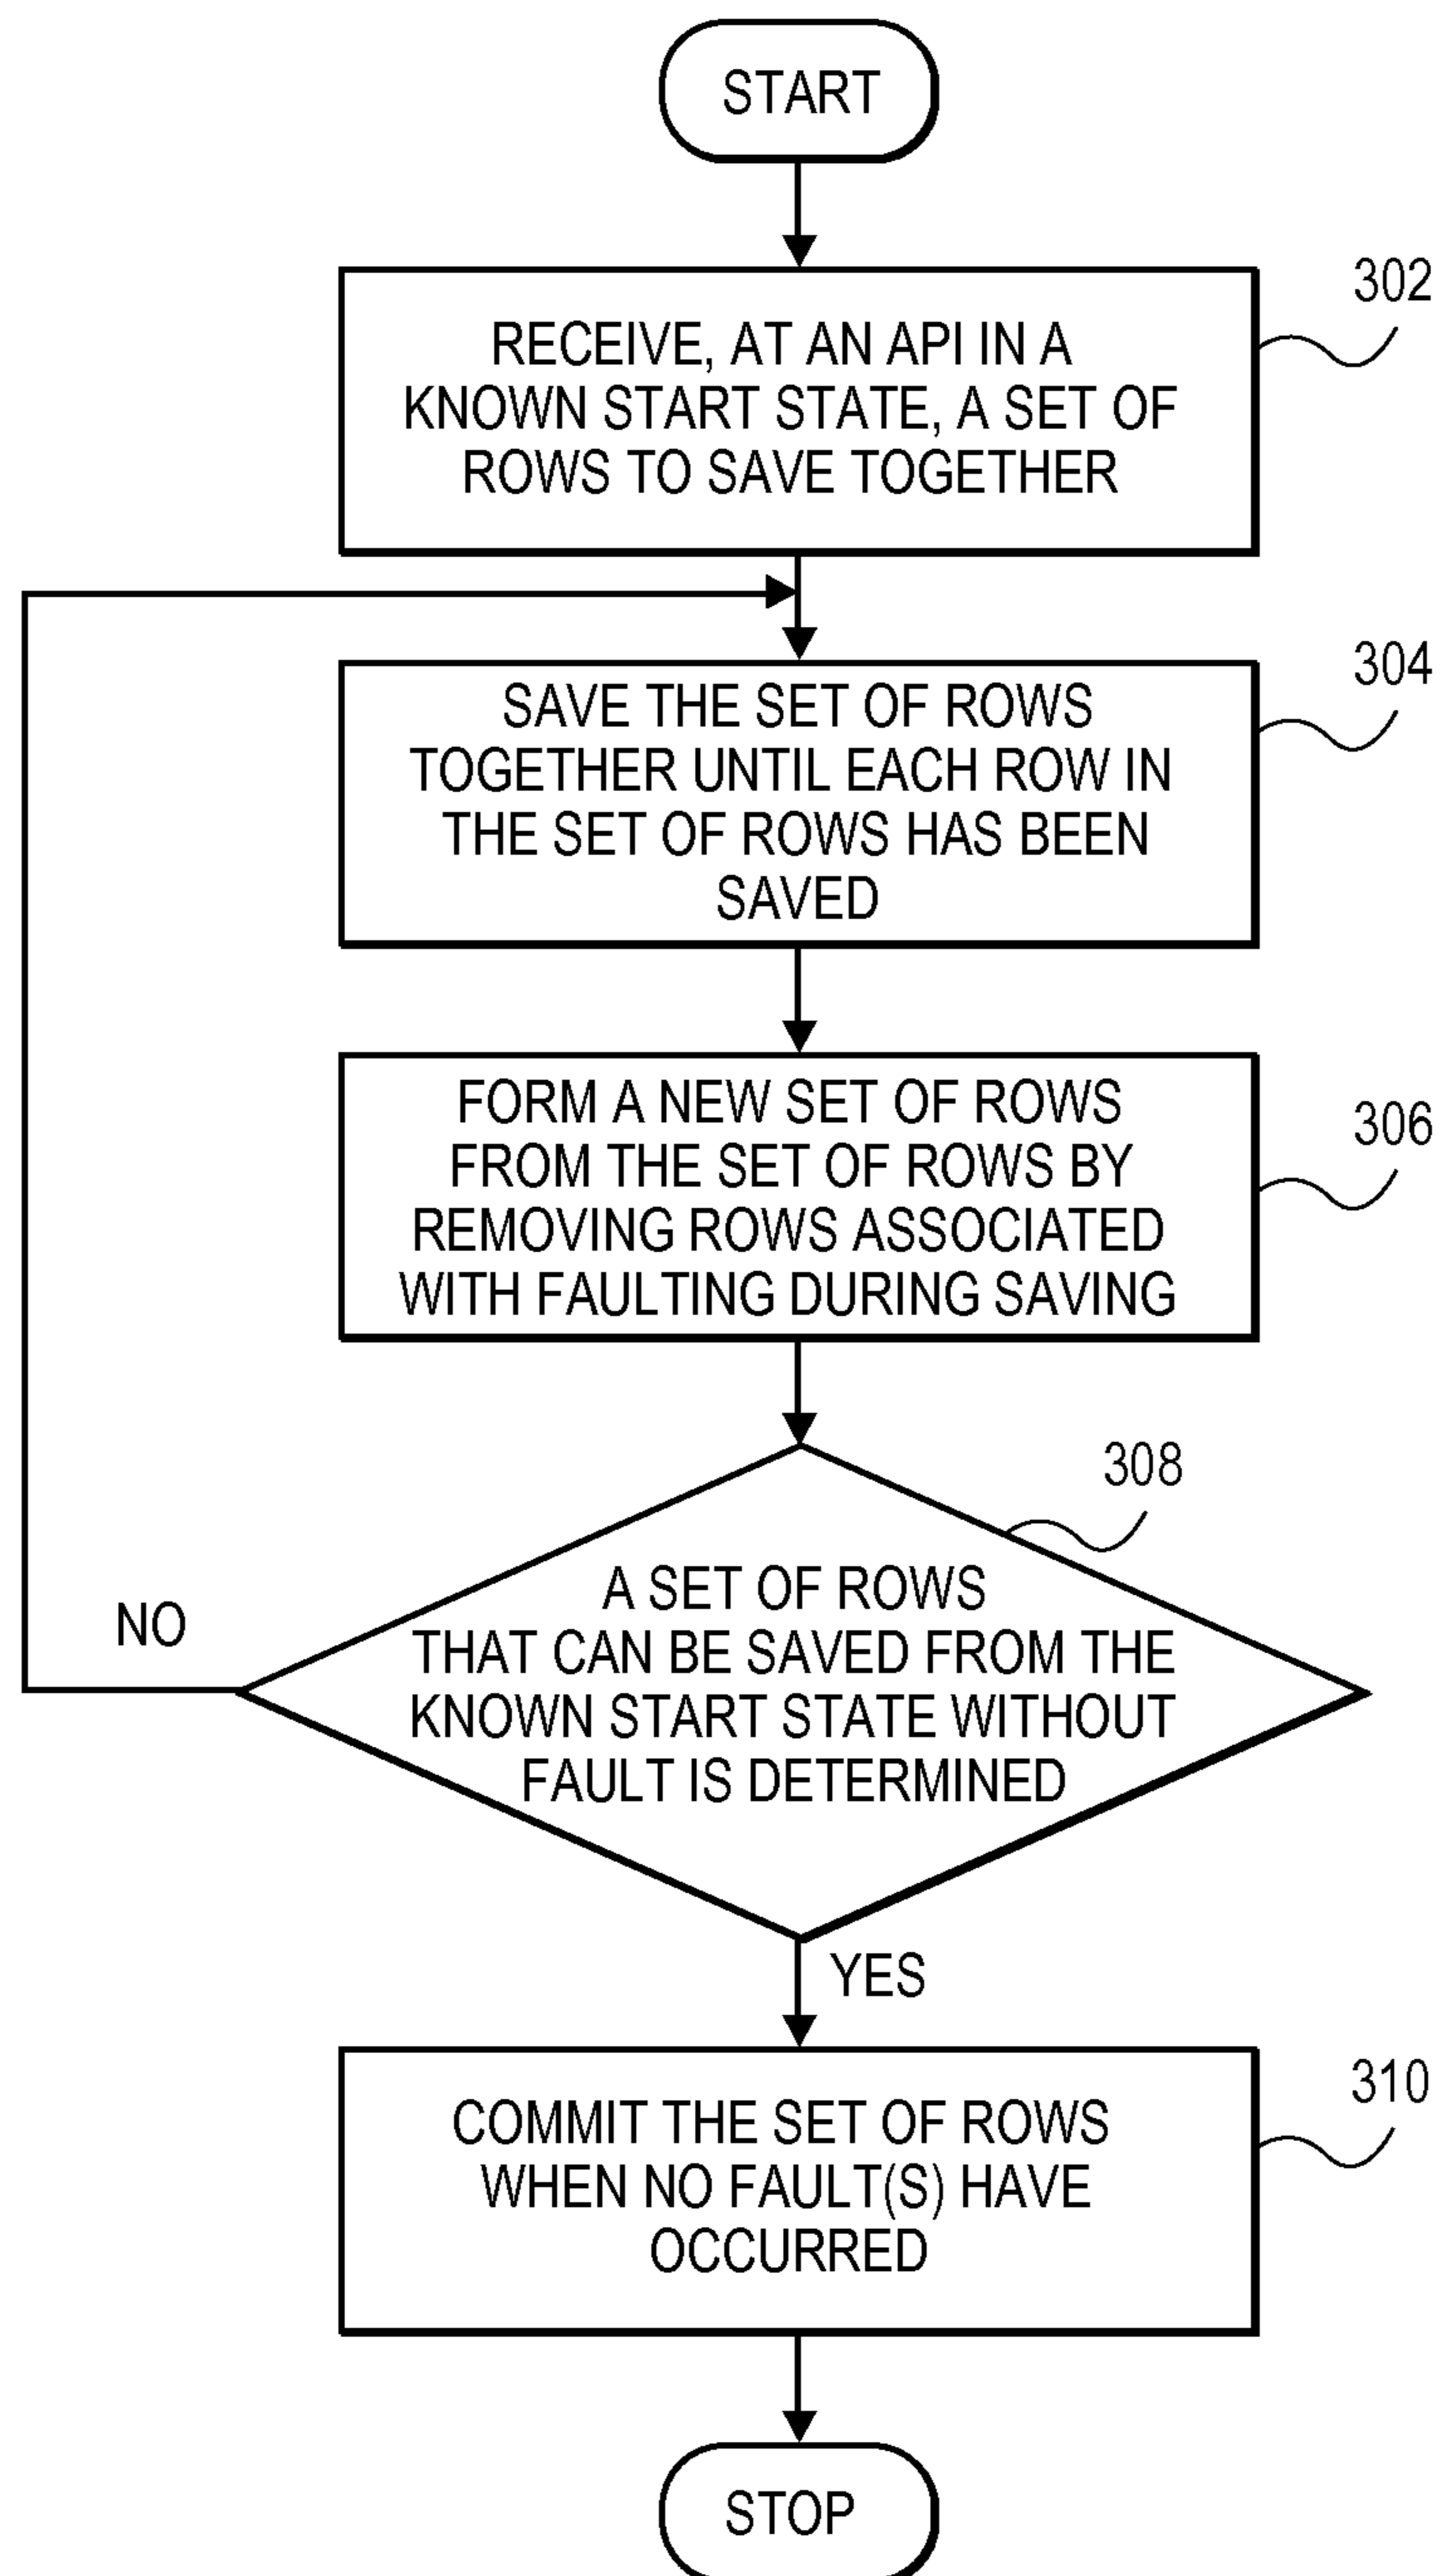 START
302
RECEIVE, AT AN API IN A
KNOWN START STATE, A SET OF
ROWS TO SAVE TOGETHER
304
SAVE THE SET OF ROWS
TOGETHER UNTIL EACH ROW IN
THE SET OF ROWS HAS BEEN
SAVED
306
FORM A NEW SET OF ROWS
FROM THE SET OF ROWS BY
REMOVING ROWS ASSOCIATED
WITH FAULTING DURING SAVING
308
A SET OF ROWS
THAT CAN BE SAVED FROM THE
KNOWN START STATE WITHOUT
FAULT IS DETERMINED
NO
YES
310
COMMIT THE SET OF ROWS
WHEN NO FAULT(S) HAVE
OCCURRED
STOP